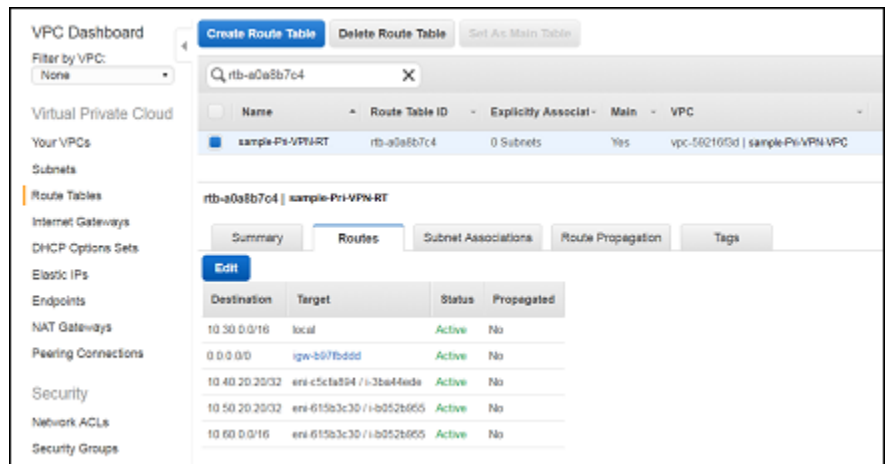 VPC Dashboard
Filter by VPC:
None
Virtual Private Cloud
Your VPCs
Subnets
Route Tables
Internet Gateways
DHCP Options Sets
Elastic IPs
Endpoints
NAT Gateways
Peering Connections
Security
Network ACLs
Security Groups
Create Route Table Delete Route Table Set As Main Table
rtb-a0a8b7c4
Name Route Table ID Explicitly Associat Main VPC
sample-Pri-VPN-RT rtb-a0a8b7c4 0 Subnets Yes sample-Pri-VPN-VPC
rtb-a0a8b7c4 | sample-Pri-VPN-RT
Summary Routes Subnet Associations Route Propagation Tags
Edit
Destination Target Status Propagated
10.30.0.0/16 local Active No
0.0.0.0/0 igw-b97fbddd Active No
10.40.20.20/32 eni-c5cfa894 / i-3ba44ede Active No
10.50.20.20/32 eni-615b3c30 / i-b052b955 Active No
10.60.0.0/16 eni-615b3c30 / i-b052b955 Active No